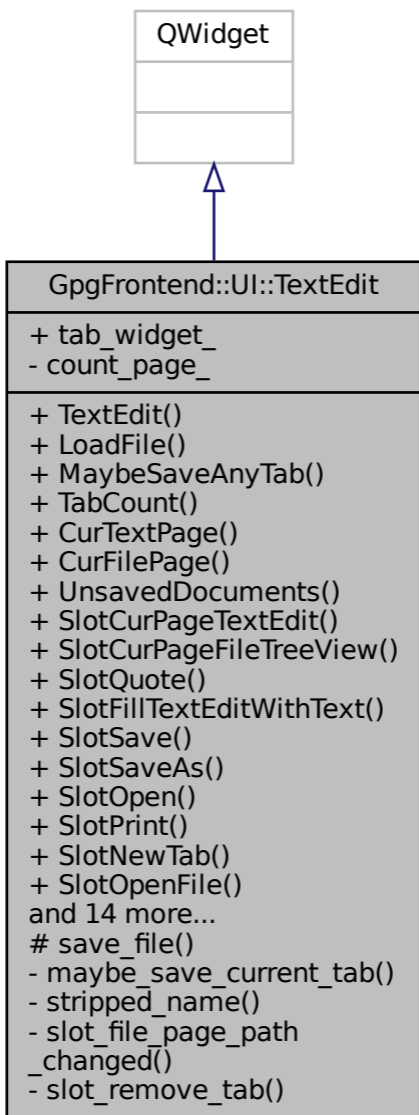 QWidget
GpgFrontend::UI::TextEdit
+ tab_widget_
- count_page_
+ TextEdit()
+ LoadFile()
+ MaybeSaveAnyTab()
+ TabCount()
+ CurTextPage()
+ CurFilePage()
+ UnsavedDocuments()
+ SlotCurPageTextEdit()
+ SlotCurPageFileTreeView()
+ SlotQuote()
+ SlotFillTextEditWithText()
+ SlotSave()
+ SlotSaveAs()
+ SlotOpen()
+ SlotPrint()
+ SlotNewTab()
+ SlotOpenFile()
and 14 more...
# save_file()
- maybe_save_current_tab()
- stripped_name()
- slot_file_page_path
_changed()
- slot_remove_tab()